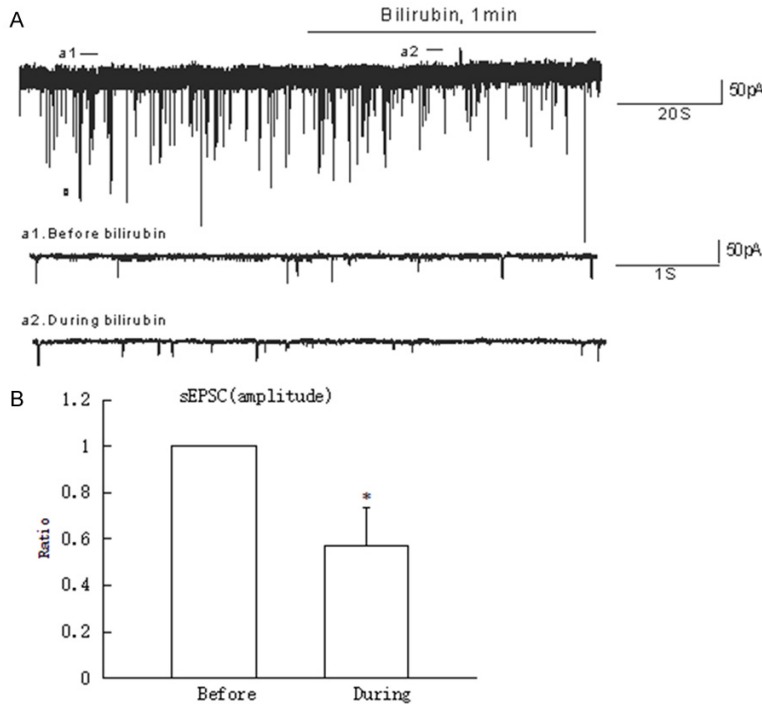 A
Bilirubin, 1min
a1
a2
50pA
20S
a1.Before bilirubin
50pA
1S
a2.During bilirubin
B
sEPSC(amplitude)
1.2
1
0.8
0.6
0.4
0.2
0
Ratio
*
Before
During